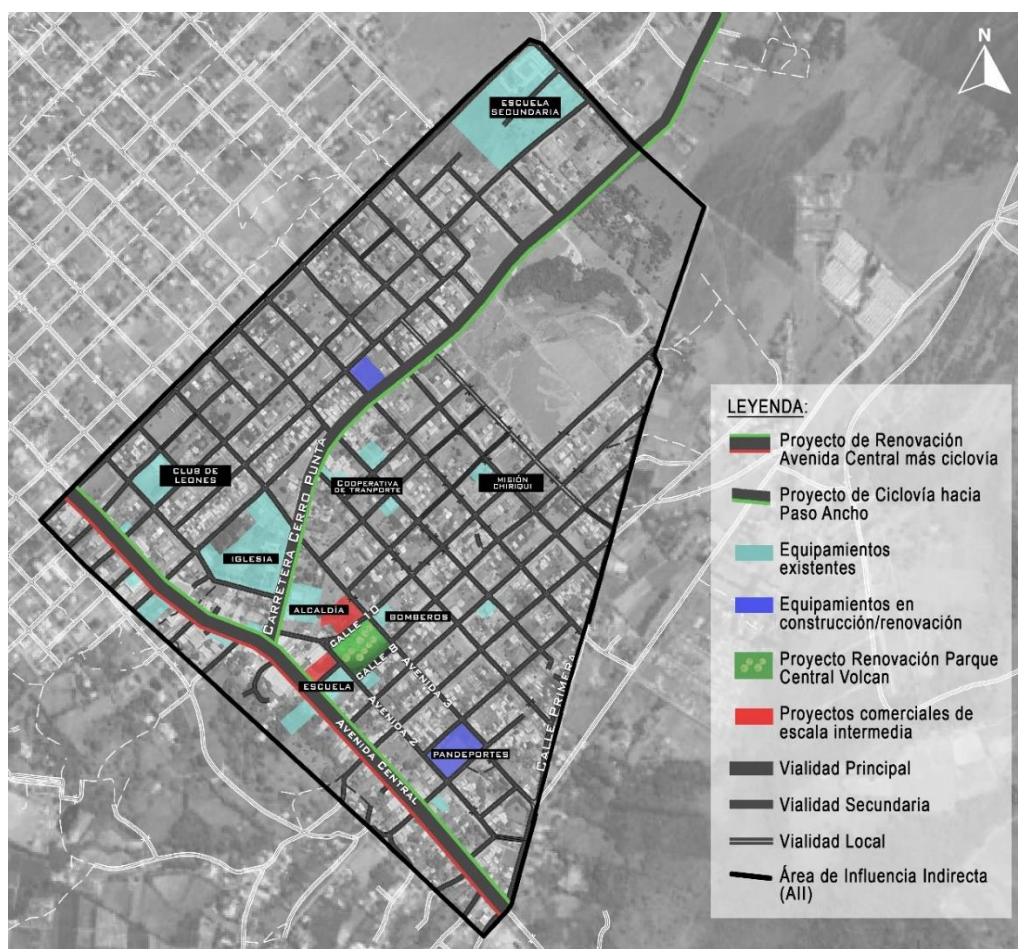 N
ESCUELA
SECUNDARIA
CARRETERA CERRO PUNTA
CLUB DE
LEONES
COOPERATIVA
DE TRANPORTE
MISIÓN
CHIRIQUI
IGLESIA
ALCALDÍA
CALLE 10
BOMBEROS
CALLE
B
AVENIDA 3
ESCUELA
AVENIDA 2
AVENIDA CENTRAL
PANDEPORTES
CALLE PRIMERA
LEYENDA:
Proyecto de Renovación
Avenida Central más ciclovía
Proyecto de Ciclovía hacia
Paso Ancho
Equipamientos
existentes
Equipamientos en
construcción/renovación
Proyecto Renovación Parque
Central Volcan
Proyectos comerciales de
escala intermedia
Vialidad Principal
Vialidad Secundaria
Vialidad Local
Área de Influencia Indirecta
(AII)